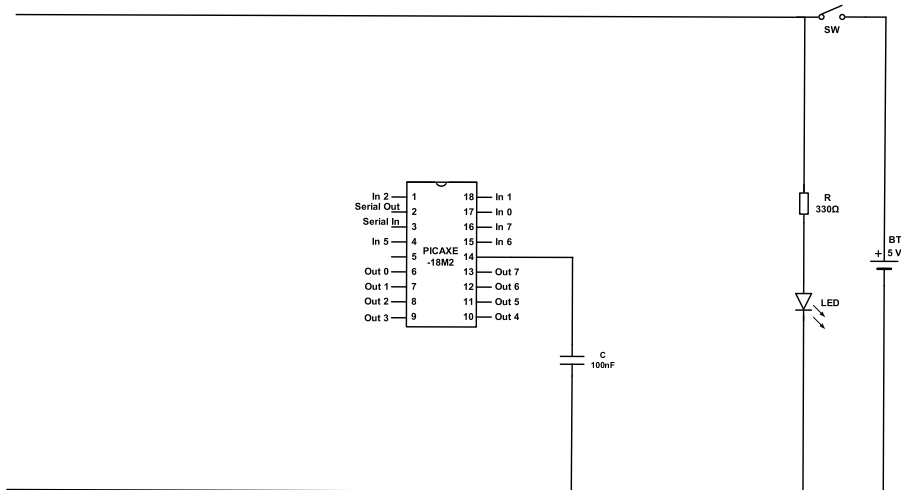 SW
In 2
1
18
In 1
Serial Out
2
17
In 0
Serial In
3
16
In 7
In 5
4
15
In 6
PICAXE
-18M2
5
14
Out 0
6
13
Out 7
Out 1
7
12
Out 6
Out 2
8
11
Out 5
Out 3
9
10
Out 4
C
100nF
R
330Ω
LED
BT
+
5 V